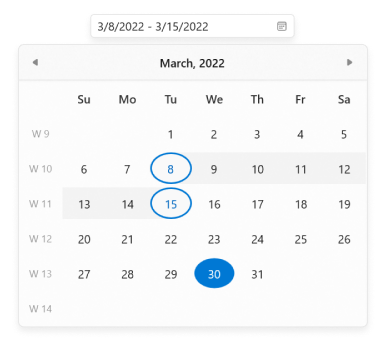 3/8/2022 - 3/15/2022
March, 2022
Su Mo Tu We Th Fr Sa
W 9 1 2 3 4 5
W 10 6 7 8 9 10 11 12
W 11 13 14 15 16 17 18 19
W 12 20 21 22 23 24 25 26
W 13 27 28 29 30 31
W 14